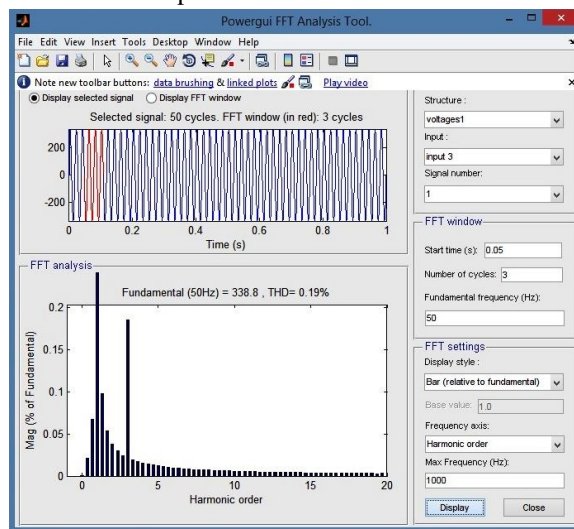 Powergui FFT Analysis Tool.
File Edit View Insert Tools Desktop Window Help
Note new toolbar buttons: data brushing & linked plots Play video
Display selected signal Display FFT window
Selected signal: 50 cycles. FFT window (in red): 3 cycles
200
0
-200
0 0.2 0.4 0.6 0.8 1
Time (s)
FFT analysis
Fundamental (50Hz) = 338.8 , THD= 0.19%
Mag (% of Fundamental)
0.2
0.15
0.1
0.05
0
0 5 10 15 20
Harmonic order
Structure :
voltages1
Input :
input 3
Signal number:
1
FFT window
Start time (s): 0.05
Number of cycles: 3
Fundamental frequency (Hz):
50
FFT settings
Display style :
Bar (relative to fundamental)
Base value: 1.0
Frequency axis:
Harmonic order
Max Frequency (Hz):
1000
Display Close